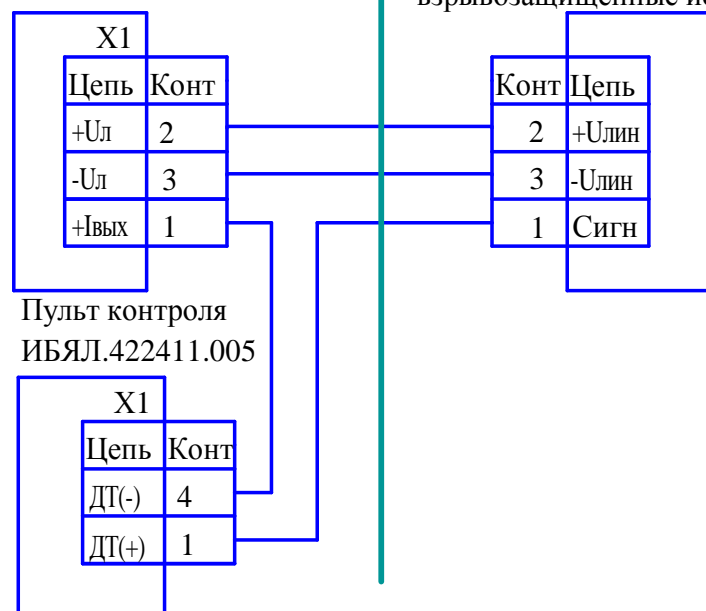 взрывозащищенные
X1
Цепь Конт
+Uл 2
-Uл 3
+Iвых 1
Конт Цепь
2 +Uлин
3 -Uлин
1 Сигн
Пульт контроля
ИБЯЛ.422411.005
X1
Цепь Конт
ДТ(-) 4
ДТ(+) 1